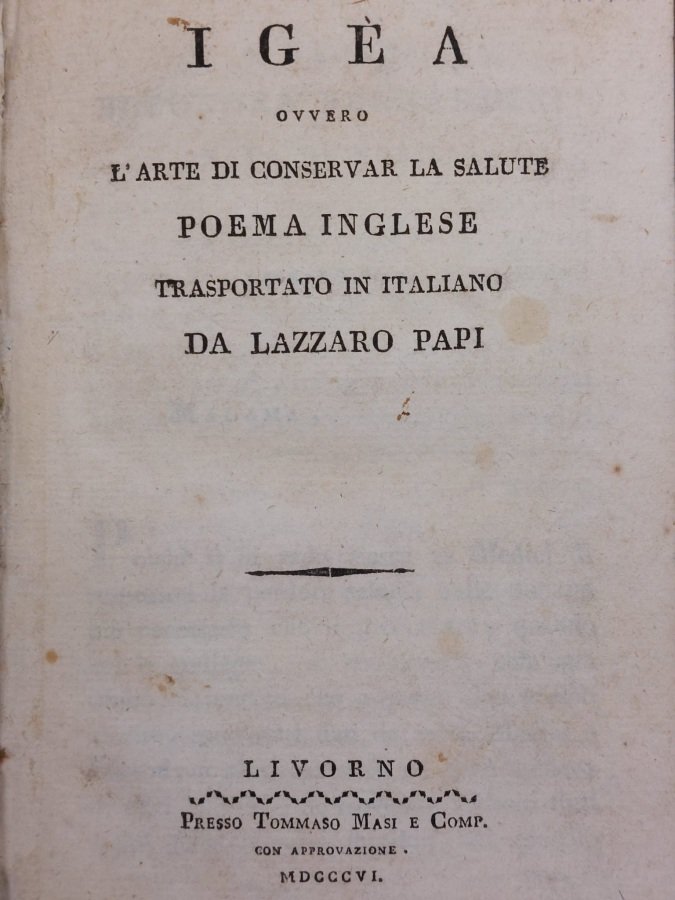 IGÈA
OVVERO
L'ARTE DI CONSERVAR LA SALUTE
POEMA INGLESE
TRASPORTATO IN ITALIANO
DA LAZZARO PAPI
LIVORNO
PRESSO TOMMASO MASI E COMP.
CON APPROVAZIONE.
MDCCCVI.